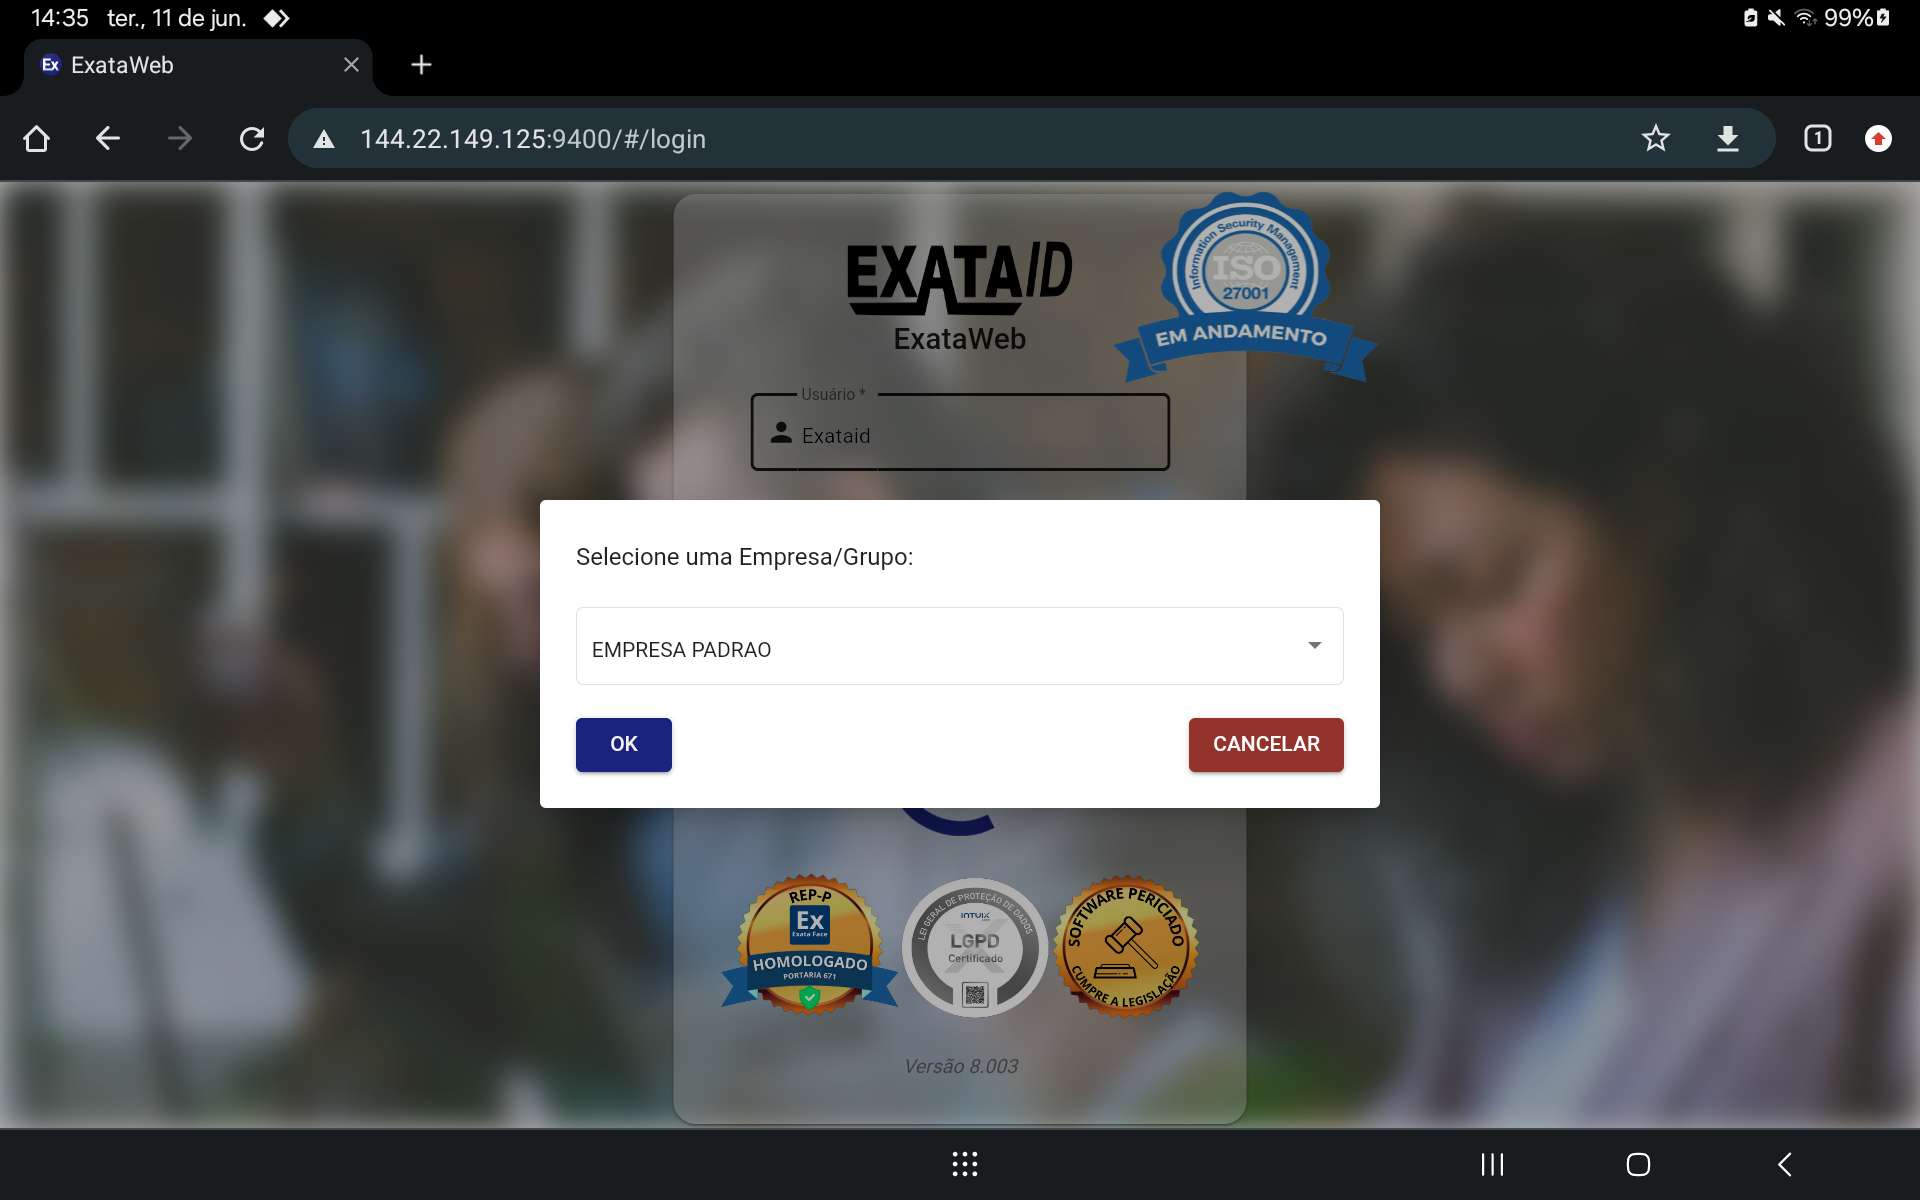 14:35 ter., 11 de jun. 99%
Ex ExataWeb
144.22.149.125:9400/#/login 1
EXATAID
ExataWeb
Information Security Management
ISO
27001
EM ANDAMENTO
Usuário *
Exataid
Selecione uma Empresa/Grupo:
EMPRESA PADRAO
OK CANCELAR
REP-P
Ex
Exata Face
HOMOLOGADO
PORTARIA 671
LEI GERAL DE PROTEÇÃO DE DADOS
INTUIX
LGPD
Certificado
SOFTWARE PERICIADO
CUMPRE A LEGISLAÇÃO
Versão 8.003